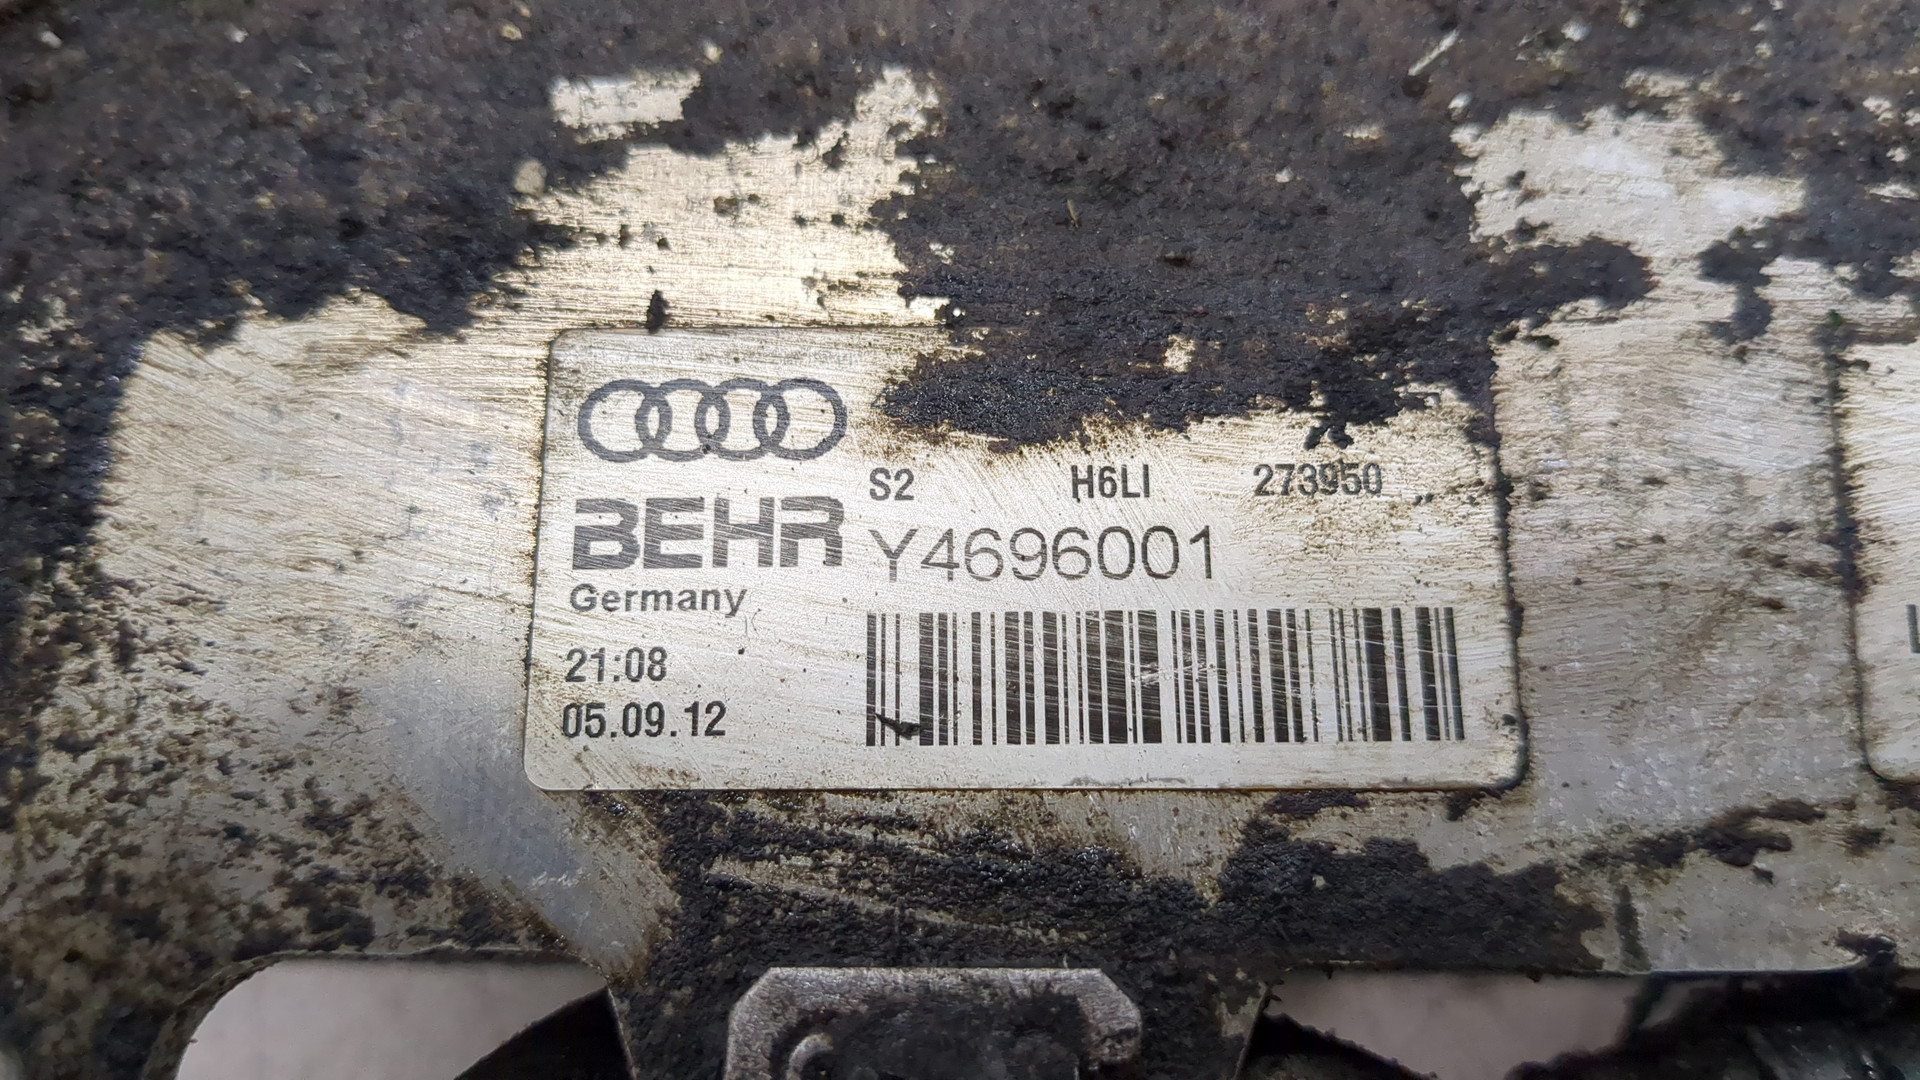 S2 H6LI 273950
BEHR Y4696001
Germany
21:08
05.09.12